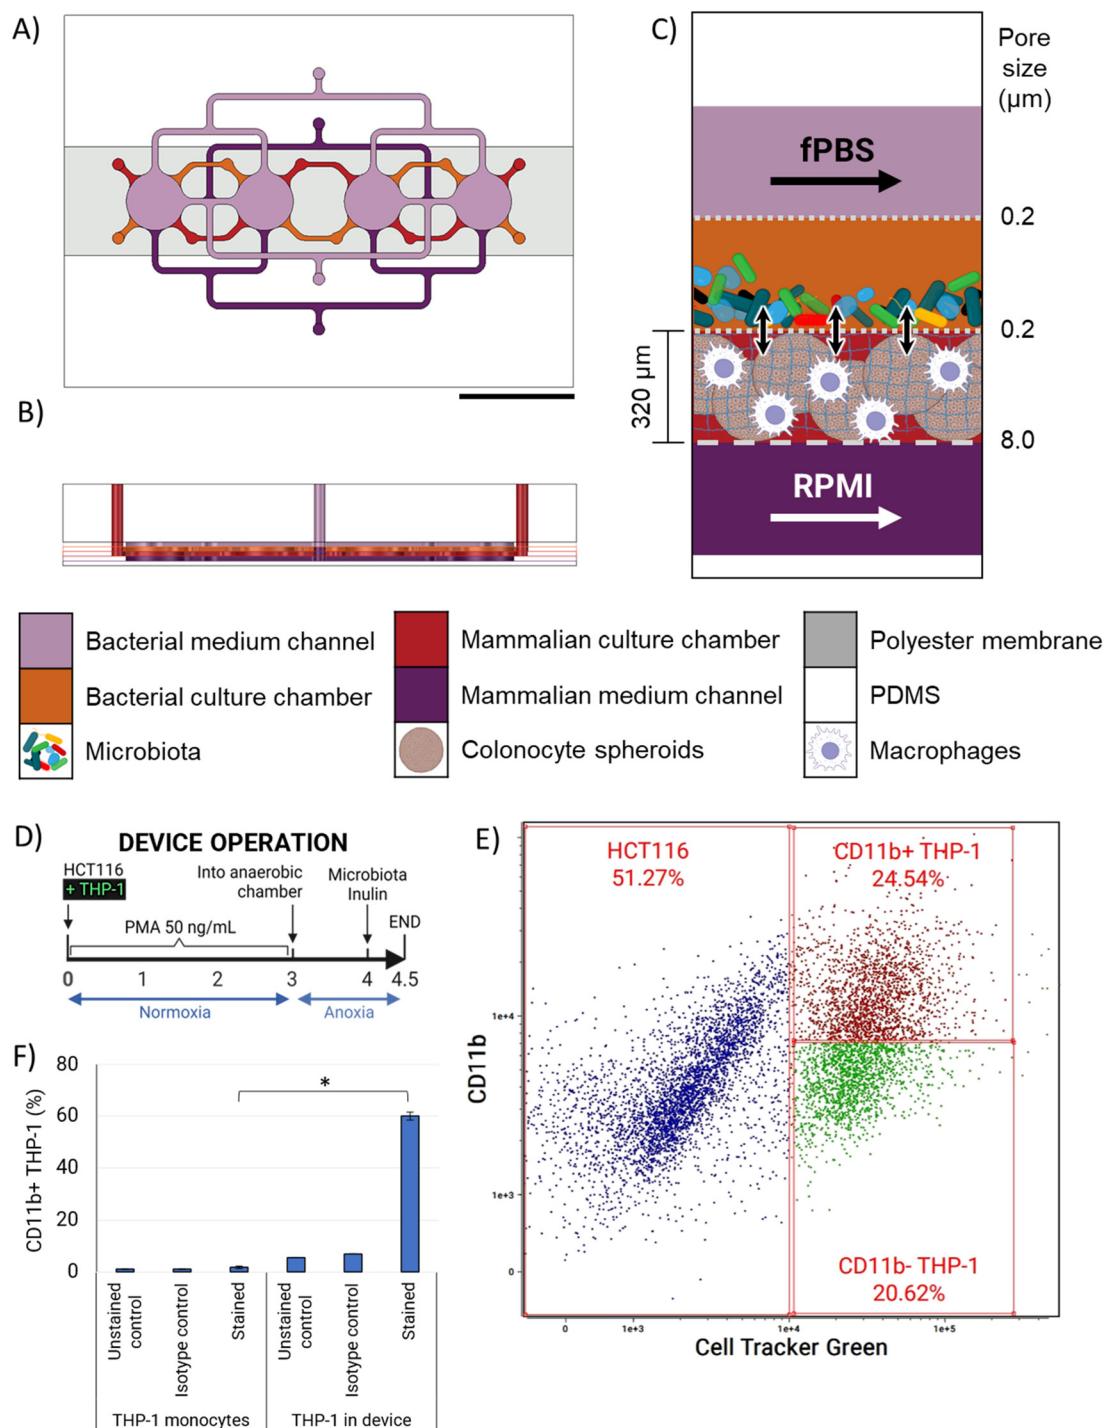 A)
C)
Pore
size
(µm)
fPBS
0.2
0.2
320 µm
8.0
RPMI
B)
Bacterial medium channel
Mammalian culture chamber
Polyester membrane
Bacterial culture chamber
Mammalian medium channel
PDMS
Microbiota
Colonocyte spheroids
Macrophages
D)
DEVICE OPERATION
HCT116
+ THP-1
Into anaerobic
chamber
Microbiota
Inulin
END
PMA 50 ng/mL
0 1 2 3 4 4.5
Normoxia
Anoxia
E)
HCT116
51.27%
CD11b+ THP-1
24.54%
CD11b- THP-1
20.62%
CD11b
1e+4
1e+3
0
0 1e+3 1e+4 1e+5
Cell Tracker Green
F)
CD11b+ THP-1 (%)
80
60
40
20
0
*
Unstained
control
Isotype control
Stained
Unstained
control
Isotype control
Stained
THP-1 monocytes
THP-1 in device